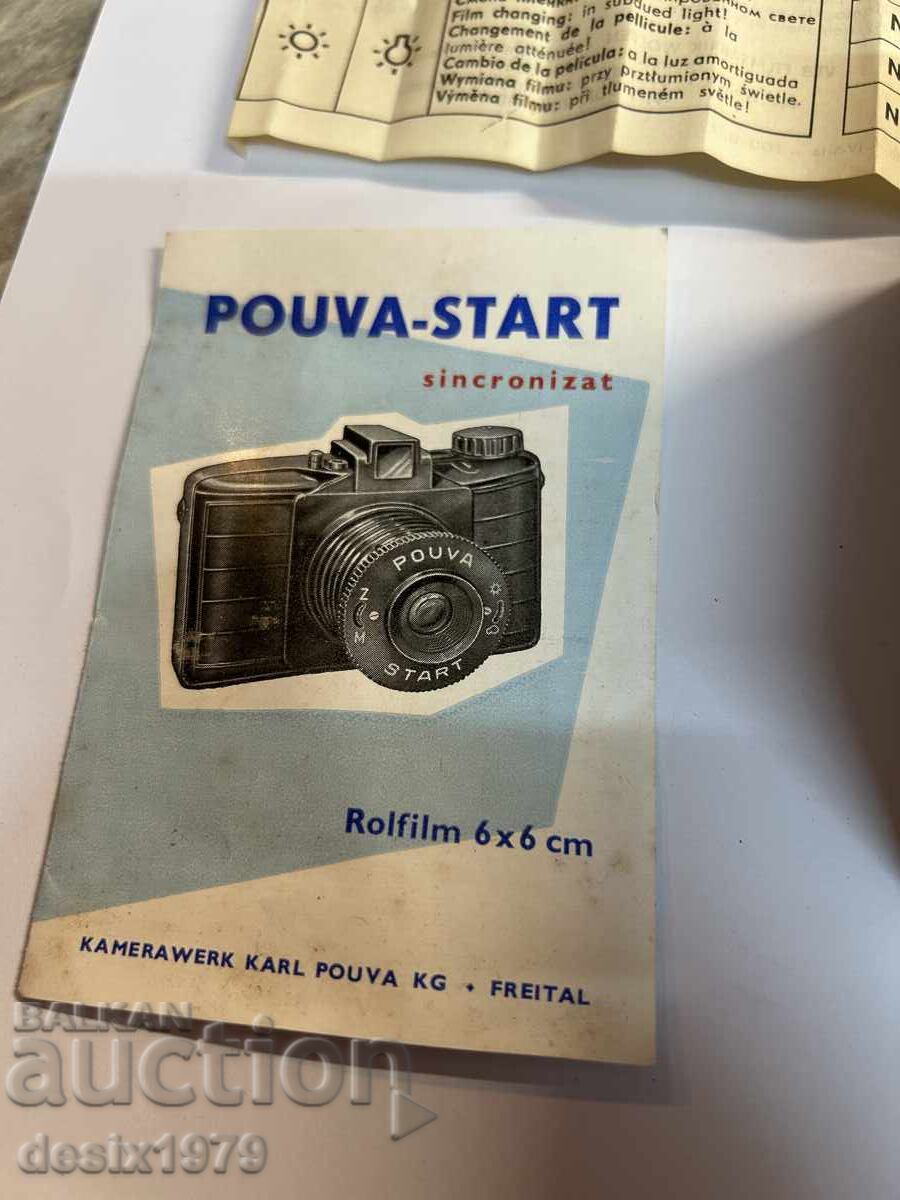 свете
Film changing: in subdued light!
Changement de la pellicule: à la
lumière atténuée!
Cambio de la película: a la luz amortiguada
Wymiana filmu: przy prztłumionym świetle.
Výměna filmu: při tlumeném světle!
N
N
N
N
POUVA-START
sincronizat
POUVA
Z
M
START
Rolfilm 6x6 cm
KAMERAWERK KARL POUVA KG • FREITAL
BALKAN
auction
desix1979